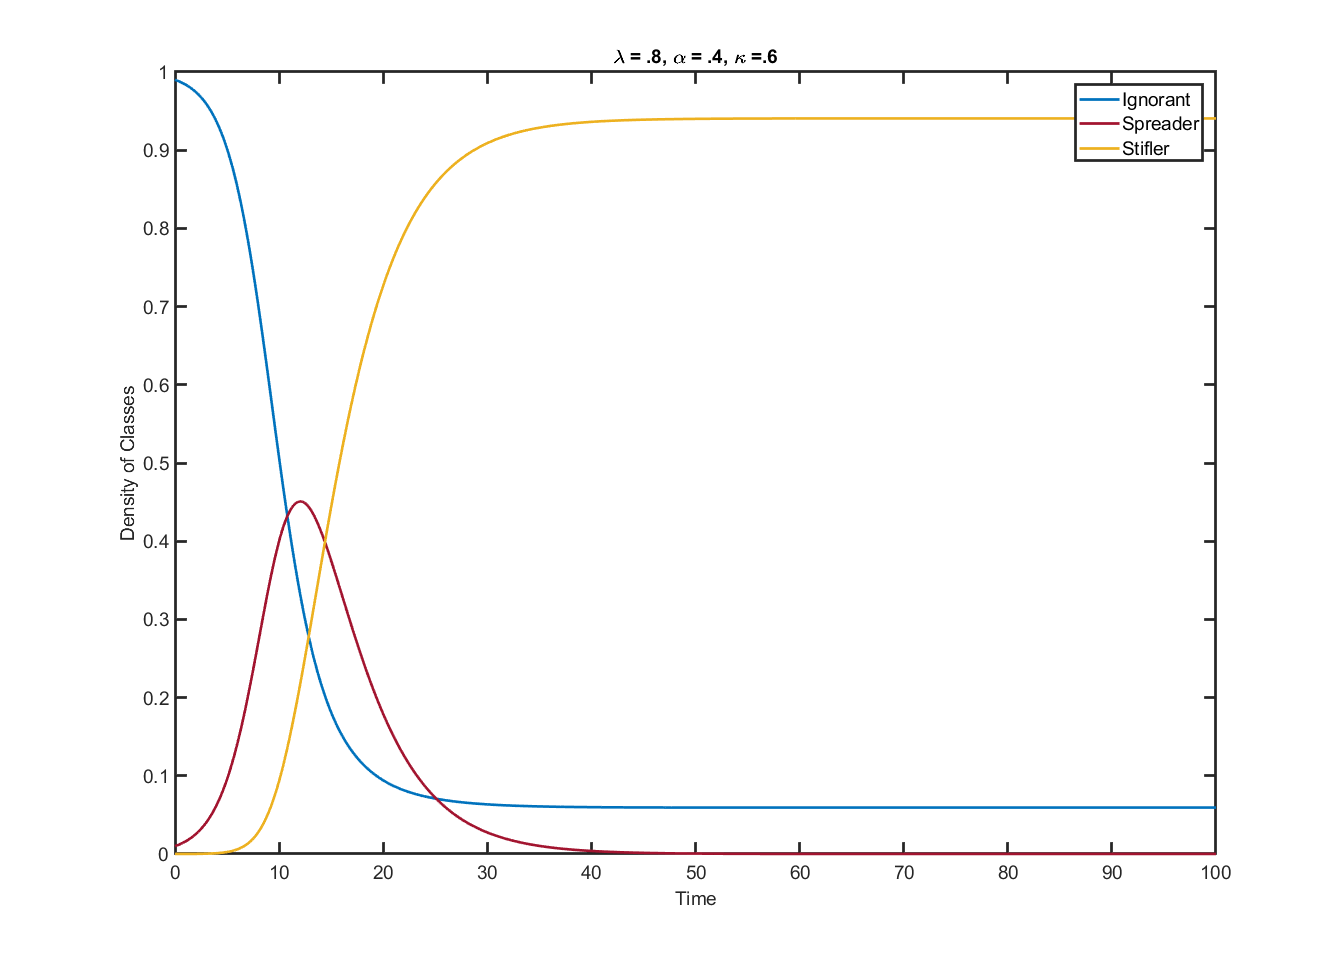 λ = .8, α = .4, κ =.6
1
0.9
0.8
0.7
0.6
0.5
0.4
0.3
0.2
0.1
0
Density of Classes
Ignorant
Spreader
Stifler
0 10 20 30 40 50 60 70 80 90 100
Time